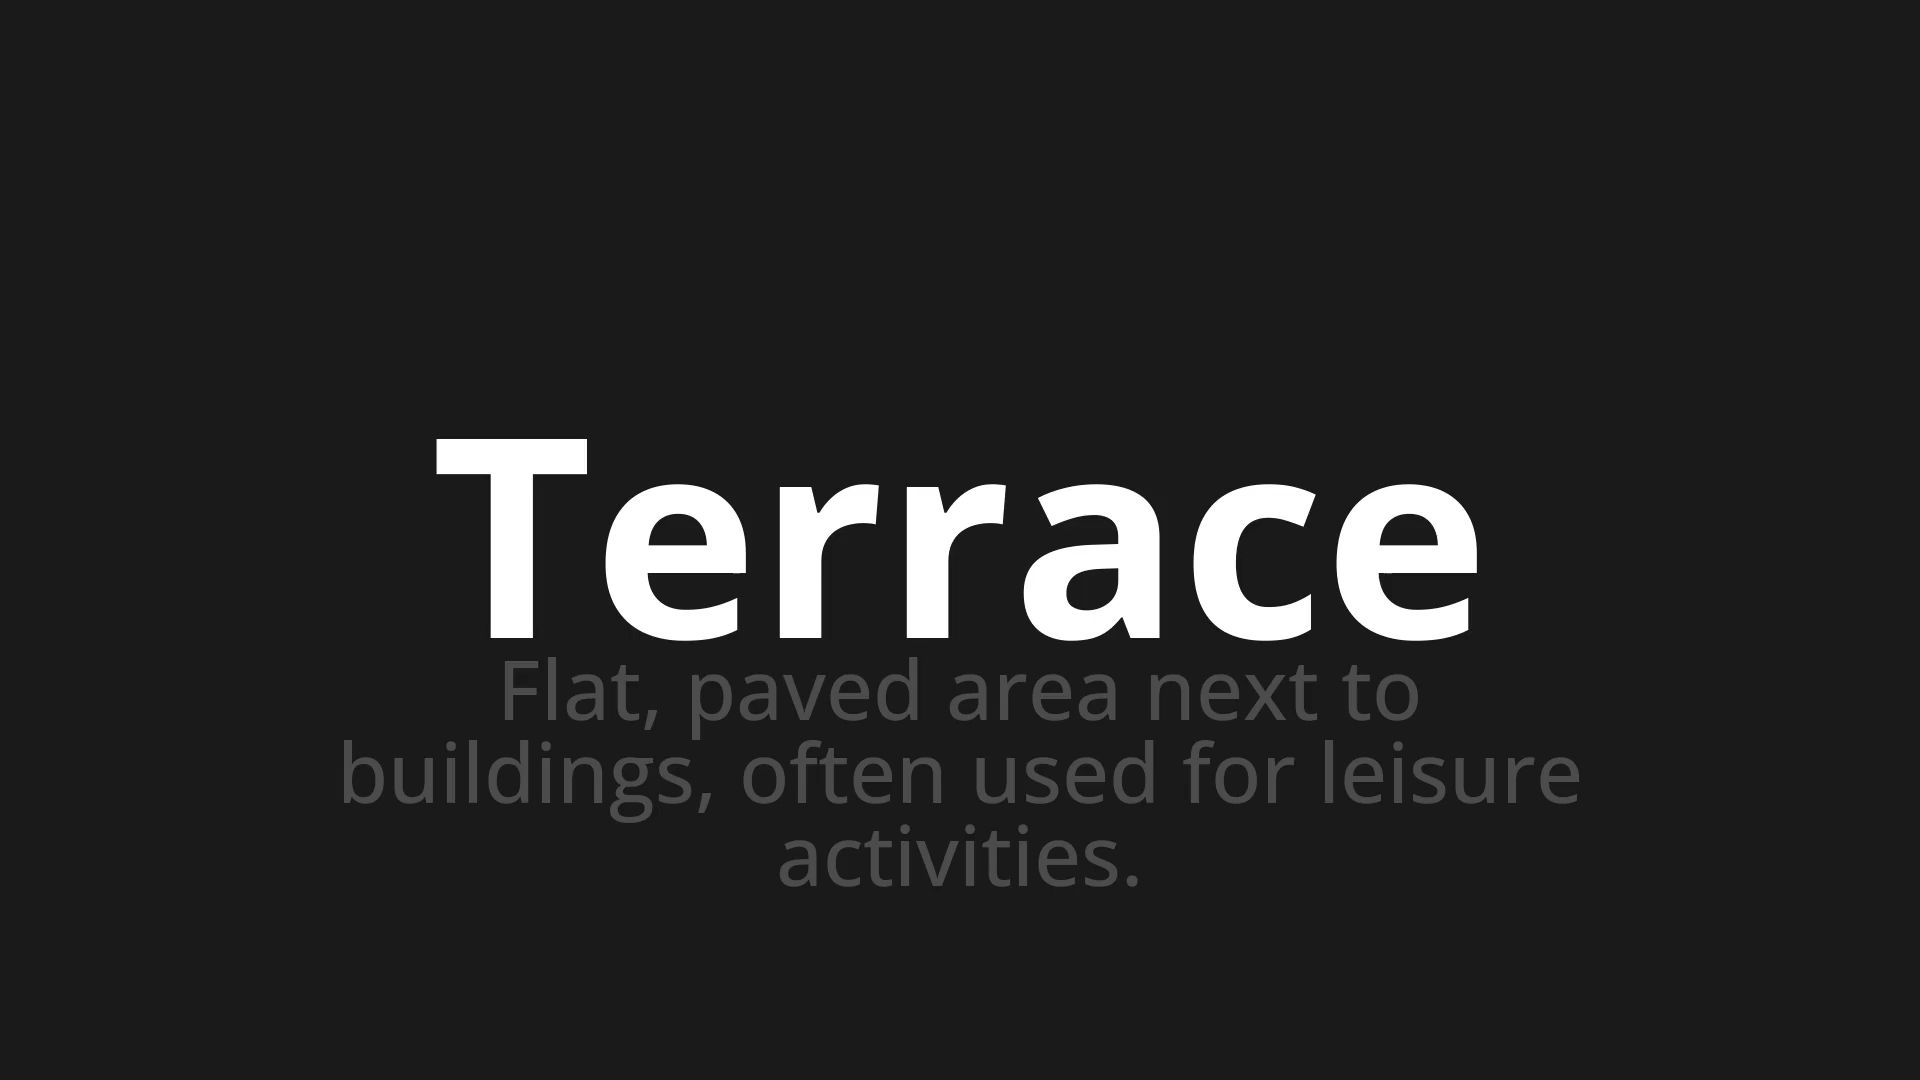 Terrace
Flat, paved area next to
buildings, often used for leisure
activities.